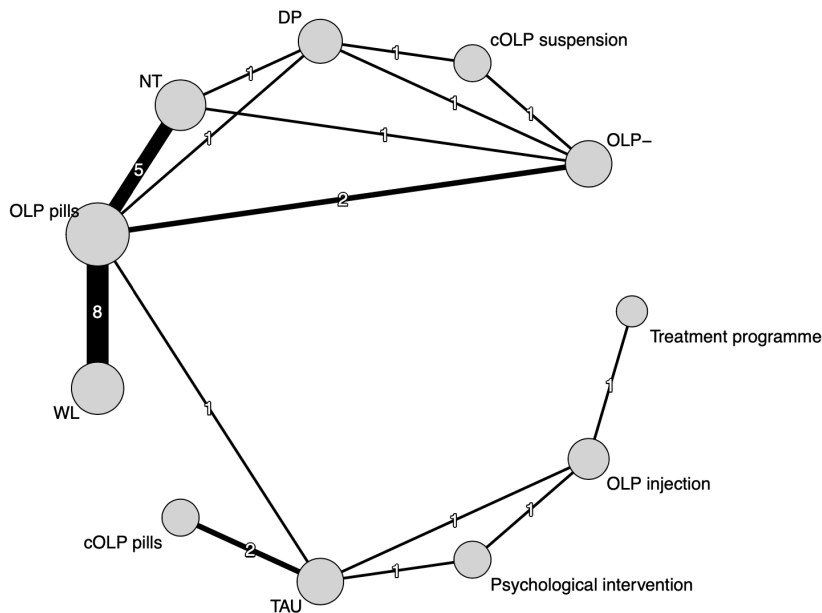 DP
1
cOLP suspension
NT
1
1
1
1
1
OLP–
5
2
OLP pills
8
Treatment programme
1
WL
1
OLP injection
1
1
cOLP pills
2
1
Psychological intervention
TAU